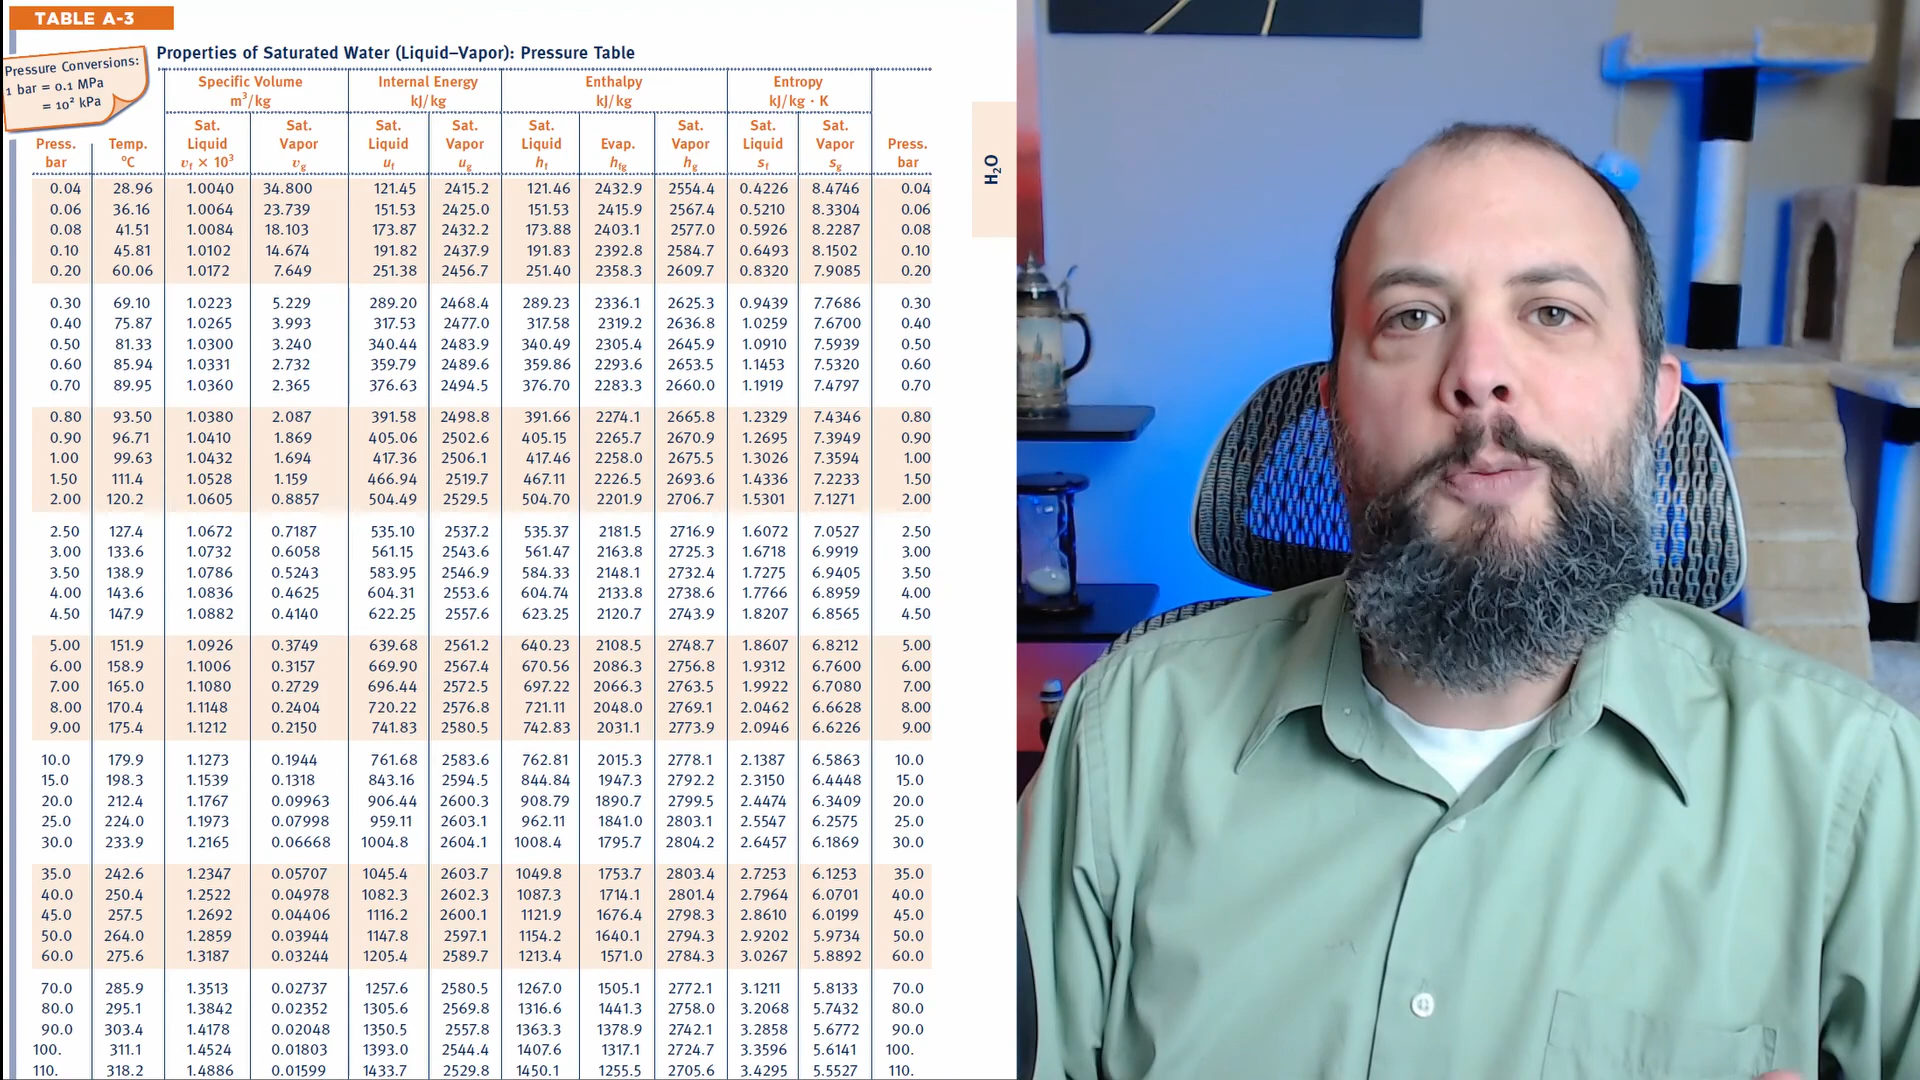 TABLE A-3
Properties of Saturated Water (Liquid–Vapor): Pressure Table
Pressure Conversions:
1 bar = 0.1 MPa
= 10² kPa
Specific Volume Internal Energy Enthalpy Entropy
m³/kg kJ/kg kJ/kg kJ/kg · K
Sat. Sat. Sat. Sat. Sat. Sat. Sat. Sat.
Press. Temp. Liquid Vapor Liquid Vapor Liquid Evap. Vapor Liquid Vapor Press.
bar °C vf × 10³ vg uf ug hf hfg hg sf sg bar
H₂O
0.04 28.96 1.0040 34.800 121.45 2415.2 121.46 2432.9 2554.4 0.4226 8.4746 0.04
0.06 36.16 1.0064 23.739 151.53 2425.0 151.53 2415.9 2567.4 0.5210 8.3304 0.06
0.08 41.51 1.0084 18.103 173.87 2432.2 173.88 2403.1 2577.0 0.5926 8.2287 0.08
0.10 45.81 1.0102 14.674 191.82 2437.9 191.83 2392.8 2584.7 0.6493 8.1502 0.10
0.20 60.06 1.0172 7.649 251.38 2456.7 251.40 2358.3 2609.7 0.8320 7.9085 0.20
0.30 69.10 1.0223 5.229 289.20 2468.4 289.23 2336.1 2625.3 0.9439 7.7686 0.30
0.40 75.87 1.0265 3.993 317.53 2477.0 317.58 2319.2 2636.8 1.0259 7.6700 0.40
0.50 81.33 1.0300 3.240 340.44 2483.9 340.49 2305.4 2645.9 1.0910 7.5939 0.50
0.60 85.94 1.0331 2.732 359.79 2489.6 359.86 2293.6 2653.5 1.1453 7.5320 0.60
0.70 89.95 1.0360 2.365 376.63 2494.5 376.70 2283.3 2660.0 1.1919 7.4797 0.70
0.80 93.50 1.0380 2.087 391.58 2498.8 391.66 2274.1 2665.8 1.2329 7.4346 0.80
0.90 96.71 1.0410 1.869 405.06 2502.6 405.15 2265.7 2670.9 1.2695 7.3949 0.90
1.00 99.63 1.0432 1.694 417.36 2506.1 417.46 2258.0 2675.5 1.3026 7.3594 1.00
1.50 111.4 1.0528 1.159 466.94 2519.7 467.11 2226.5 2693.6 1.4336 7.2233 1.50
2.00 120.2 1.0605 0.8857 504.49 2529.5 504.70 2201.9 2706.7 1.5301 7.1271 2.00
2.50 127.4 1.0672 0.7187 535.10 2537.2 535.37 2181.5 2716.9 1.6072 7.0527 2.50
3.00 133.6 1.0732 0.6058 561.15 2543.6 561.47 2163.8 2725.3 1.6718 6.9919 3.00
3.50 138.9 1.0786 0.5243 583.95 2546.9 584.33 2148.1 2732.4 1.7275 6.9405 3.50
4.00 143.6 1.0836 0.4625 604.31 2553.6 604.74 2133.8 2738.6 1.7766 6.8959 4.00
4.50 147.9 1.0882 0.4140 622.25 2557.6 623.25 2120.7 2743.9 1.8207 6.8565 4.50
5.00 151.9 1.0926 0.3749 639.68 2561.2 640.23 2108.5 2748.7 1.8607 6.8212 5.00
6.00 158.9 1.1006 0.3157 669.90 2567.4 670.56 2086.3 2756.8 1.9312 6.7600 6.00
7.00 165.0 1.1080 0.2729 696.44 2572.5 697.22 2066.3 2763.5 1.9922 6.7080 7.00
8.00 170.4 1.1148 0.2404 720.22 2576.8 721.11 2048.0 2769.1 2.0462 6.6628 8.00
9.00 175.4 1.1212 0.2150 741.83 2580.5 742.83 2031.1 2773.9 2.0946 6.6226 9.00
10.0 179.9 1.1273 0.1944 761.68 2583.6 762.81 2015.3 2778.1 2.1387 6.5863 10.0
15.0 198.3 1.1539 0.1318 843.16 2594.5 844.84 1947.3 2792.2 2.3150 6.4448 15.0
20.0 212.4 1.1767 0.09963 906.44 2600.3 908.79 1890.7 2799.5 2.4474 6.3409 20.0
25.0 224.0 1.1973 0.07998 959.11 2603.1 962.11 1841.0 2803.1 2.5547 6.2575 25.0
30.0 233.9 1.2165 0.06668 1004.8 2604.1 1008.4 1795.7 2804.2 2.6457 6.1869 30.0
35.0 242.6 1.2347 0.05707 1045.4 2603.7 1049.8 1753.7 2803.4 2.7253 6.1253 35.0
40.0 250.4 1.2522 0.04978 1082.3 2602.3 1087.3 1714.1 2801.4 2.7964 6.0701 40.0
45.0 257.5 1.2692 0.04406 1116.2 2600.1 1121.9 1676.4 2798.3 2.8610 6.0199 45.0
50.0 264.0 1.2859 0.03944 1147.8 2597.1 1154.2 1640.1 2794.3 2.9202 5.9734 50.0
60.0 275.6 1.3187 0.03244 1205.4 2589.7 1213.4 1571.0 2784.3 3.0267 5.8892 60.0
70.0 285.9 1.3513 0.02737 1257.6 2580.5 1267.0 1505.1 2772.1 3.1211 5.8133 70.0
80.0 295.1 1.3842 0.02352 1305.6 2569.8 1316.6 1441.3 2758.0 3.2068 5.7432 80.0
90.0 303.4 1.4178 0.02048 1350.5 2557.8 1363.3 1378.9 2742.1 3.2858 5.6772 90.0
100. 311.1 1.4524 0.01803 1393.0 2544.4 1407.6 1317.1 2724.7 3.3596 5.6141 100.
110. 318.2 1.4886 0.01599 1433.7 2529.8 1450.1 1255.5 2705.6 3.4295 5.5527 110.